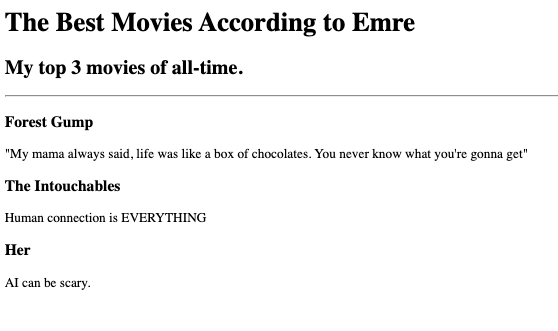 The Best Movies According to Emre
My top 3 movies of all-time.
Forest Gump
"My mama always said, life was like a box of chocolates. You never know what you're gonna get"
The Intouchables
Human connection is EVERYTHING
Her
AI can be scary.